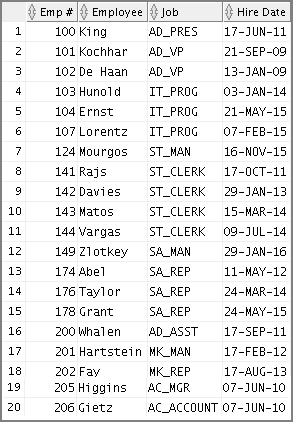 Emp # Employee Job Hire Date
1 100 King AD_PRES 17-JUN-11
2 101 Kochhar AD_VP 21-SEP-09
3 102 De Haan AD_VP 13-JAN-09
4 103 Hunold IT_PROG 03-JAN-14
5 104 Ernst IT_PROG 21-MAY-15
6 107 Lorentz IT_PROG 07-FEB-15
7 124 Mourgos ST_MAN 16-NOV-15
8 141 Rajs ST_CLERK 17-OCT-11
9 142 Davies ST_CLERK 29-JAN-13
10 143 Matos ST_CLERK 15-MAR-14
11 144 Vargas ST_CLERK 09-JUL-14
12 149 Zlotkey SA_MAN 29-JAN-16
13 174 Abel SA_REP 11-MAY-12
14 176 Taylor SA_REP 24-MAR-14
15 178 Grant SA_REP 24-MAY-15
16 200 Whalen AD_ASST 17-SEP-11
17 201 Hartstein MK_MAN 17-FEB-12
18 202 Fay MK_REP 17-AUG-13
19 205 Higgins AC_MGR 07-JUN-10
20 206 Gietz AC_ACCOUNT 07-JUN-10